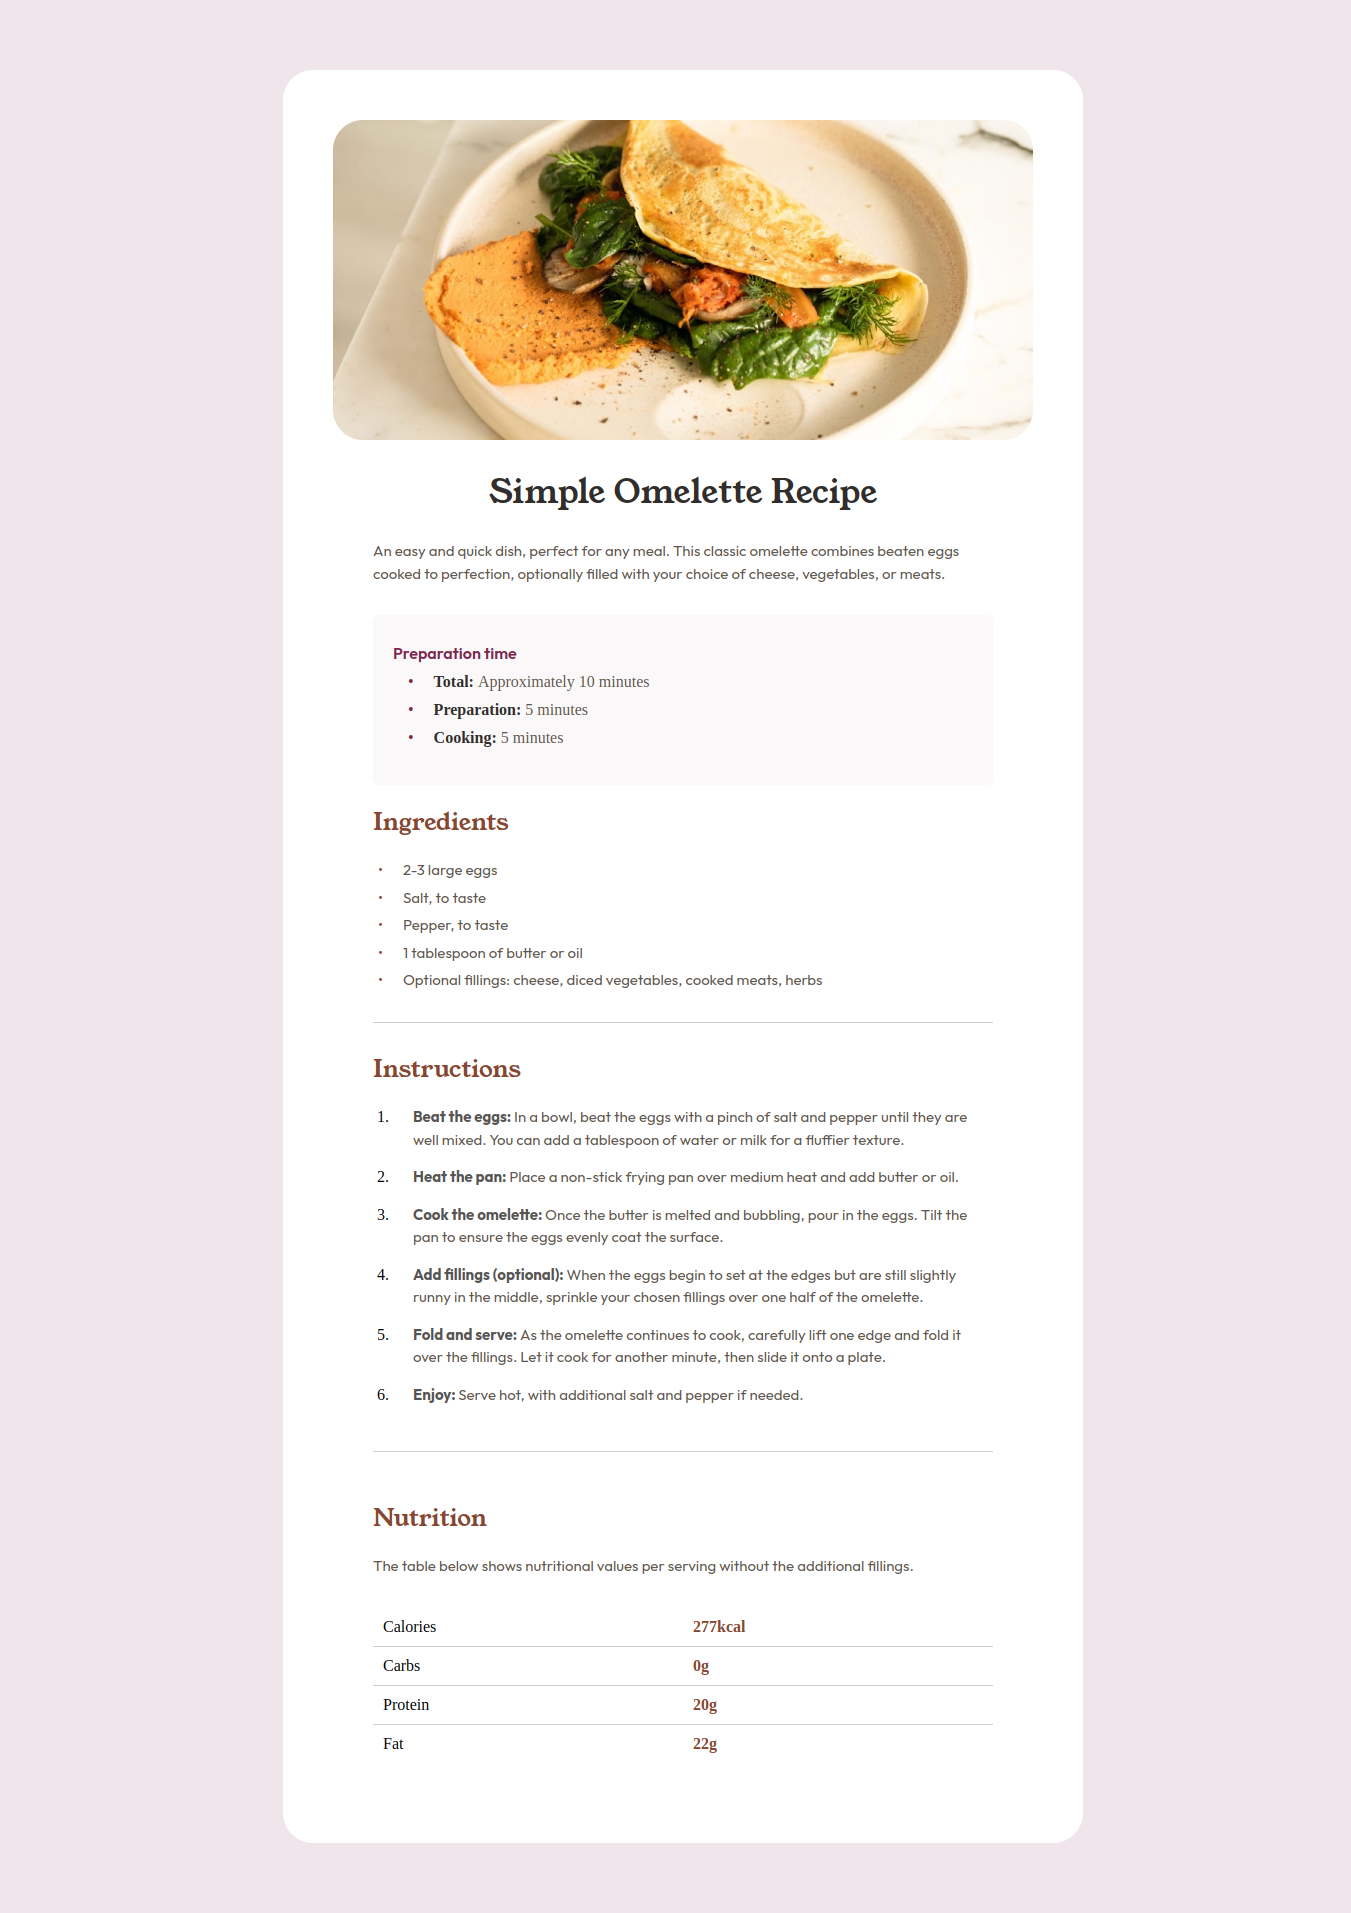 Simple Omelette Recipe
An easy and quick dish, perfect for any meal. This classic omelette combines beaten eggs
cooked to perfection, optionally filled with your choice of cheese, vegetables, or meats.
Preparation time
• Total: Approximately 10 minutes
• Preparation: 5 minutes
• Cooking: 5 minutes
Ingredients
• 2-3 large eggs
• Salt, to taste
• Pepper, to taste
• 1 tablespoon of butter or oil
• Optional fillings: cheese, diced vegetables, cooked meats, herbs
Instructions
1. Beat the eggs: In a bowl, beat the eggs with a pinch of salt and pepper until they are
well mixed. You can add a tablespoon of water or milk for a fluffier texture.
2. Heat the pan: Place a non-stick frying pan over medium heat and add butter or oil.
3. Cook the omelette: Once the butter is melted and bubbling, pour in the eggs. Tilt the
pan to ensure the eggs evenly coat the surface.
4. Add fillings (optional): When the eggs begin to set at the edges but are still slightly
runny in the middle, sprinkle your chosen fillings over one half of the omelette.
5. Fold and serve: As the omelette continues to cook, carefully lift one edge and fold it
over the fillings. Let it cook for another minute, then slide it onto a plate.
6. Enjoy: Serve hot, with additional salt and pepper if needed.
Nutrition
The table below shows nutritional values per serving without the additional fillings.
Calories 277kcal
Carbs 0g
Protein 20g
Fat 22g